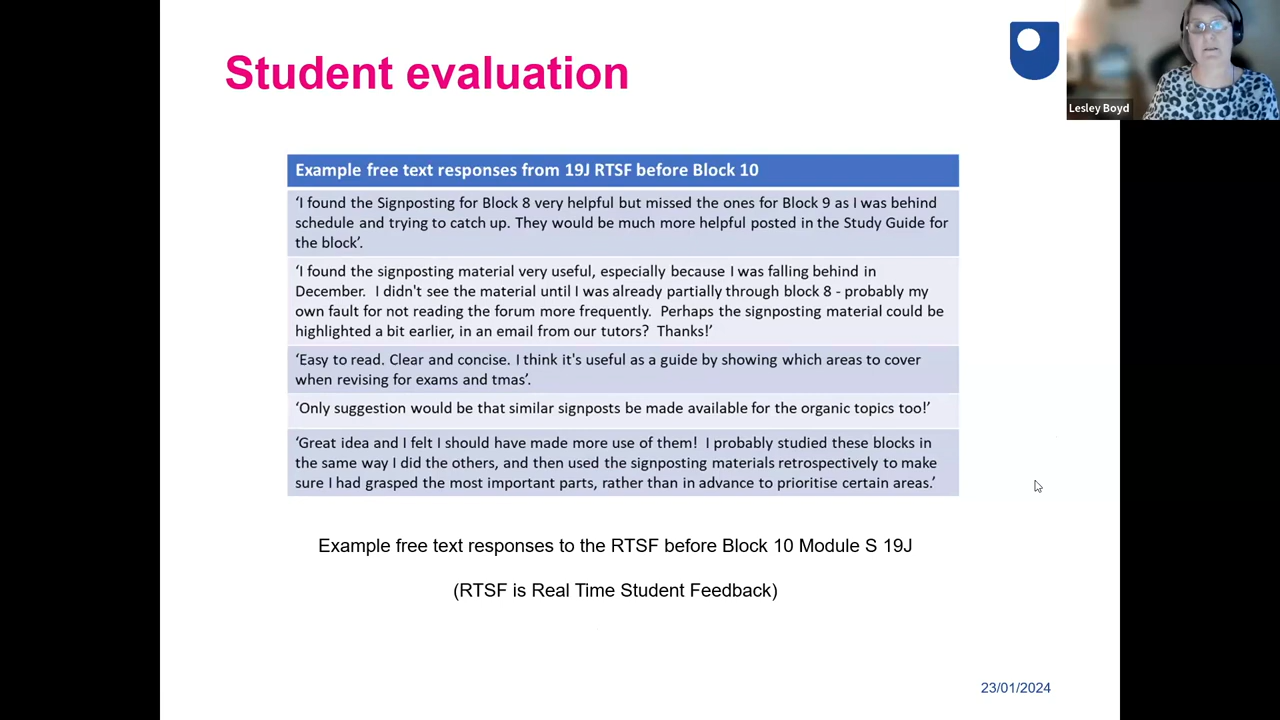 Student evaluation
Lesley Boyd
Example free text responses from 19J RTSF before Block 10
‘I found the Signposting for Block 8 very helpful but missed the ones for Block 9 as I was behind
schedule and trying to catch up. They would be much more helpful posted in the Study Guide for
the block’.
‘I found the signposting material very useful, especially because I was falling behind in
December.  I didn't see the material until I was already partially through block 8 - probably my
own fault for not reading the forum more frequently.  Perhaps the signposting material could be
highlighted a bit earlier, in an email from our tutors?  Thanks!’
‘Easy to read. Clear and concise. I think it's useful as a guide by showing which areas to cover
when revising for exams and tmas’.
‘Only suggestion would be that similar signposts be made available for the organic topics too!’
‘Great idea and I felt I should have made more use of them!  I probably studied these blocks in
the same way I did the others, and then used the signposting materials retrospectively to make
sure I had grasped the most important parts, rather than in advance to prioritise certain areas.’
Example free text responses to the RTSF before Block 10 Module S 19J
(RTSF is Real Time Student Feedback)
23/01/2024